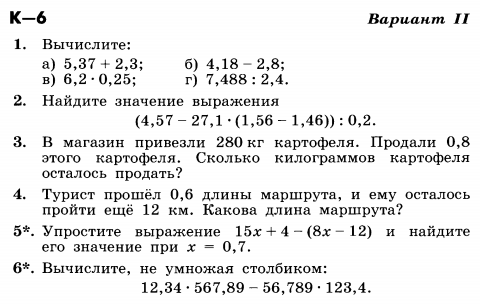 К—6 Вариант II
1. Вычислите:
а) 5,37 + 2,3; б) 4,18 – 2,8;
в) 6,2 · 0,25; г) 7,488 : 2,4.
2. Найдите значение выражения
(4,57 – 27,1 · (1,56 – 1,46)) : 0,2.
3. В магазин привезли 280 кг картофеля. Продали 0,8
этого картофеля. Сколько килограммов картофеля
осталось продать?
4. Турист прошёл 0,6 длины маршрута, и ему осталось
пройти ещё 12 км. Какова длина маршрута?
5*. Упростите выражение 15x + 4 – (8x – 12) и найдите
его значение при x = 0,7.
6*. Вычислите, не умножая столбиком:
12,34 · 567,89 – 56,789 · 123,4.